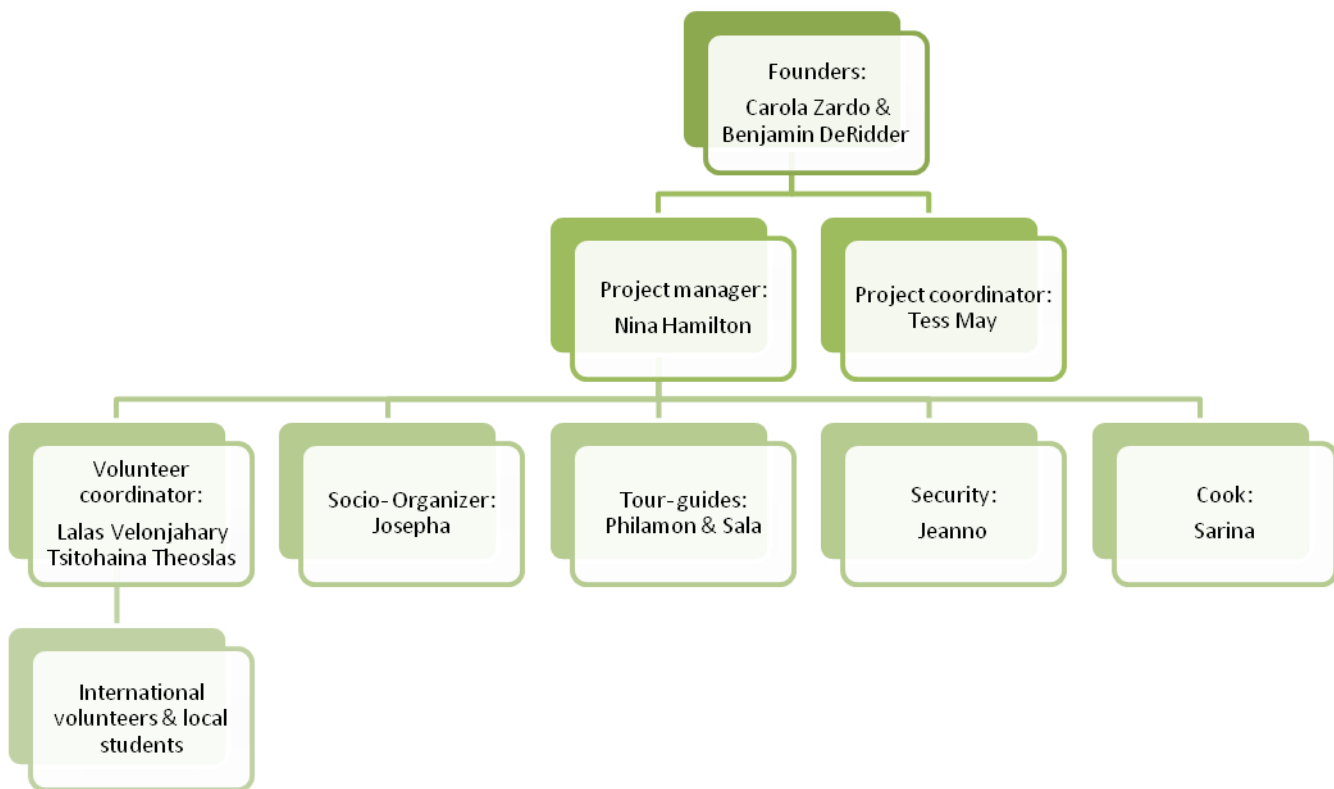 Founders:
Carola Zardo &
Benjamin DeRidder
Project manager:
Nina Hamilton
Project coordinator:
Tess May
Volunteer
coordinator:
Lalas Velonjahary
Tsitohaina Theoslas
Socio-Organizer:
Josepha
Tour-guides:
Philamon & Sala
Security:
Jeanno
Cook:
Sarina
International
volunteers & local
students